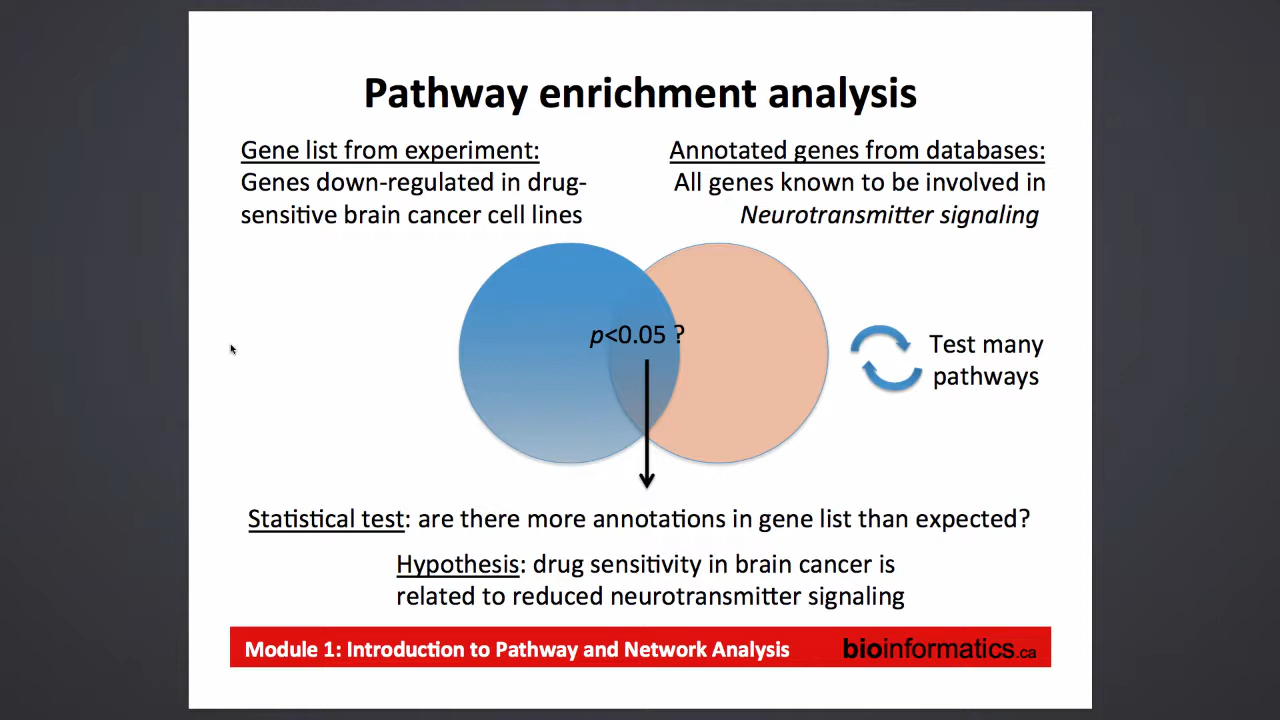 Pathway enrichment analysis
Gene list from experiment:
Genes down-regulated in drug-
sensitive brain cancer cell lines
Annotated genes from databases:
All genes known to be involved in
Neurotransmitter signaling
p<0.05 ?
Test many
pathways
Statistical test: are there more annotations in gene list than expected?
Hypothesis: drug sensitivity in brain cancer is
related to reduced neurotransmitter signaling
Module 1: Introduction to Pathway and Network Analysis
bioinformatics.ca